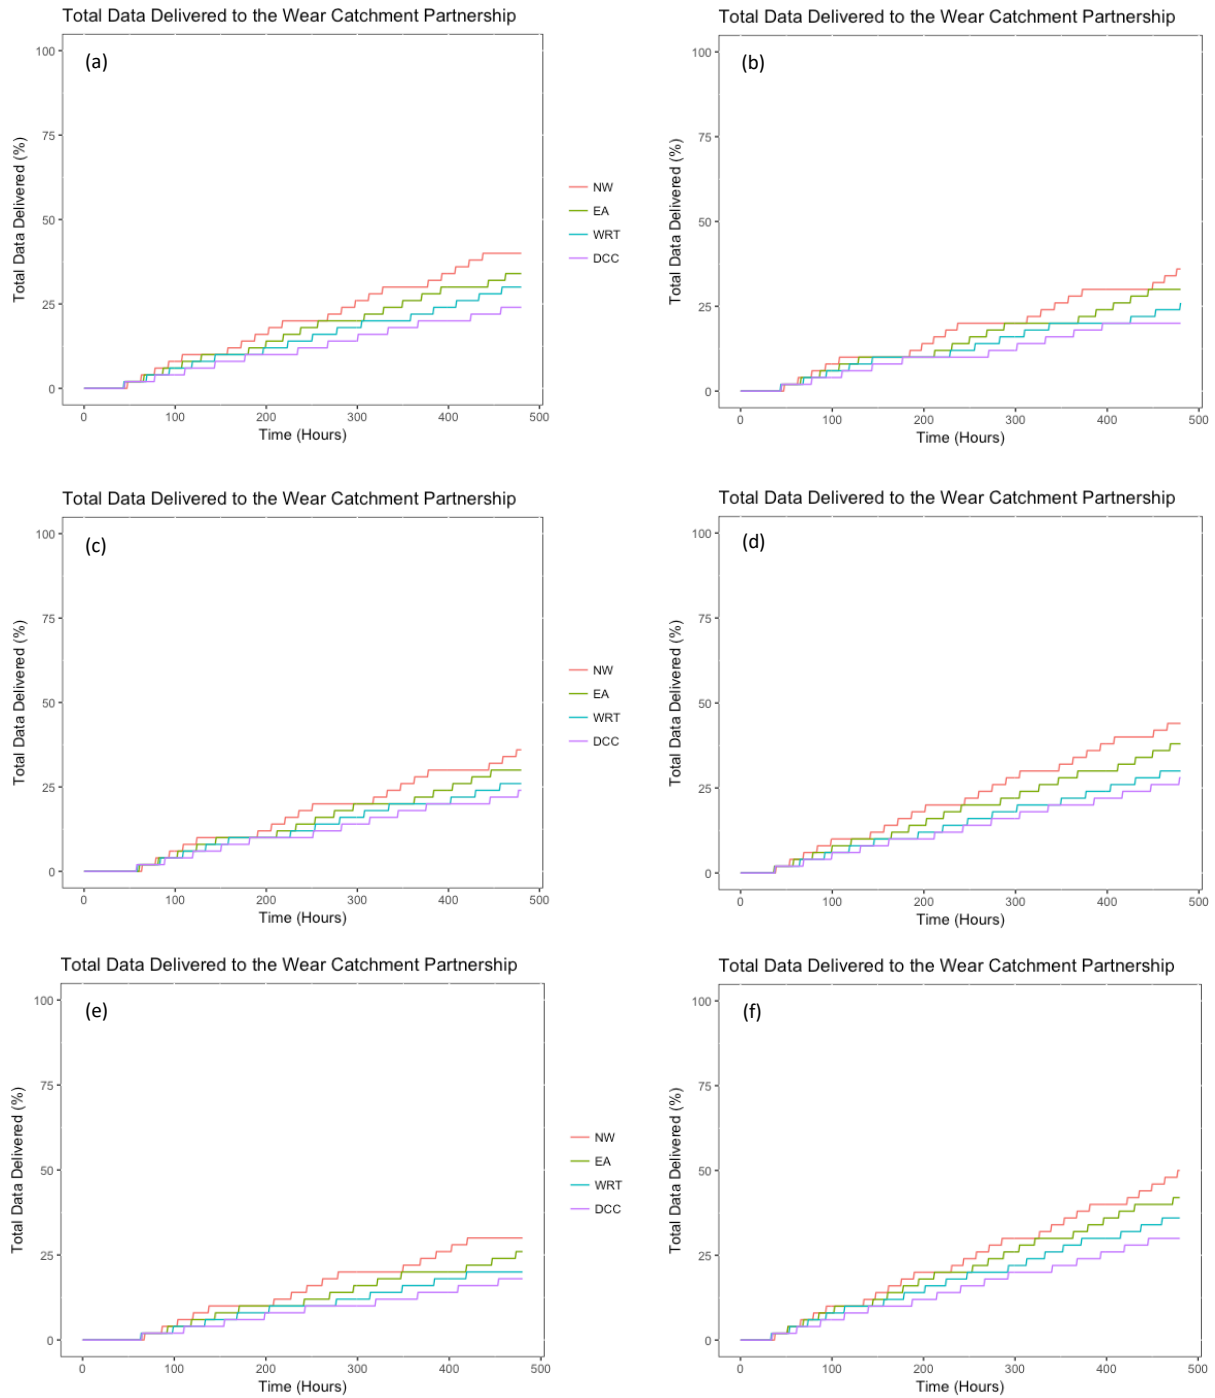 Total Data Delivered to the Wear Catchment Partnership
(a)
Total Data Delivered (%)
100
75
50
25
0
0 100 200 300 400 500
Time (Hours)
NW
EA
WRT
DCC
Total Data Delivered to the Wear Catchment Partnership
(b)
Total Data Delivered (%)
100
75
50
25
0
0 100 200 300 400 500
Time (Hours)
Total Data Delivered to the Wear Catchment Partnership
(c)
Total Data Delivered (%)
100
75
50
25
0
0 100 200 300 400 500
Time (Hours)
NW
EA
WRT
DCC
Total Data Delivered to the Wear Catchment Partnership
(d)
Total Data Delivered (%)
100
75
50
25
0
0 100 200 300 400 500
Time (Hours)
Total Data Delivered to the Wear Catchment Partnership
(e)
Total Data Delivered (%)
100
75
50
25
0
0 100 200 300 400 500
Time (Hours)
NW
EA
WRT
DCC
Total Data Delivered to the Wear Catchment Partnership
(f)
Total Data Delivered (%)
100
75
50
25
0
0 100 200 300 400 500
Time (Hours)